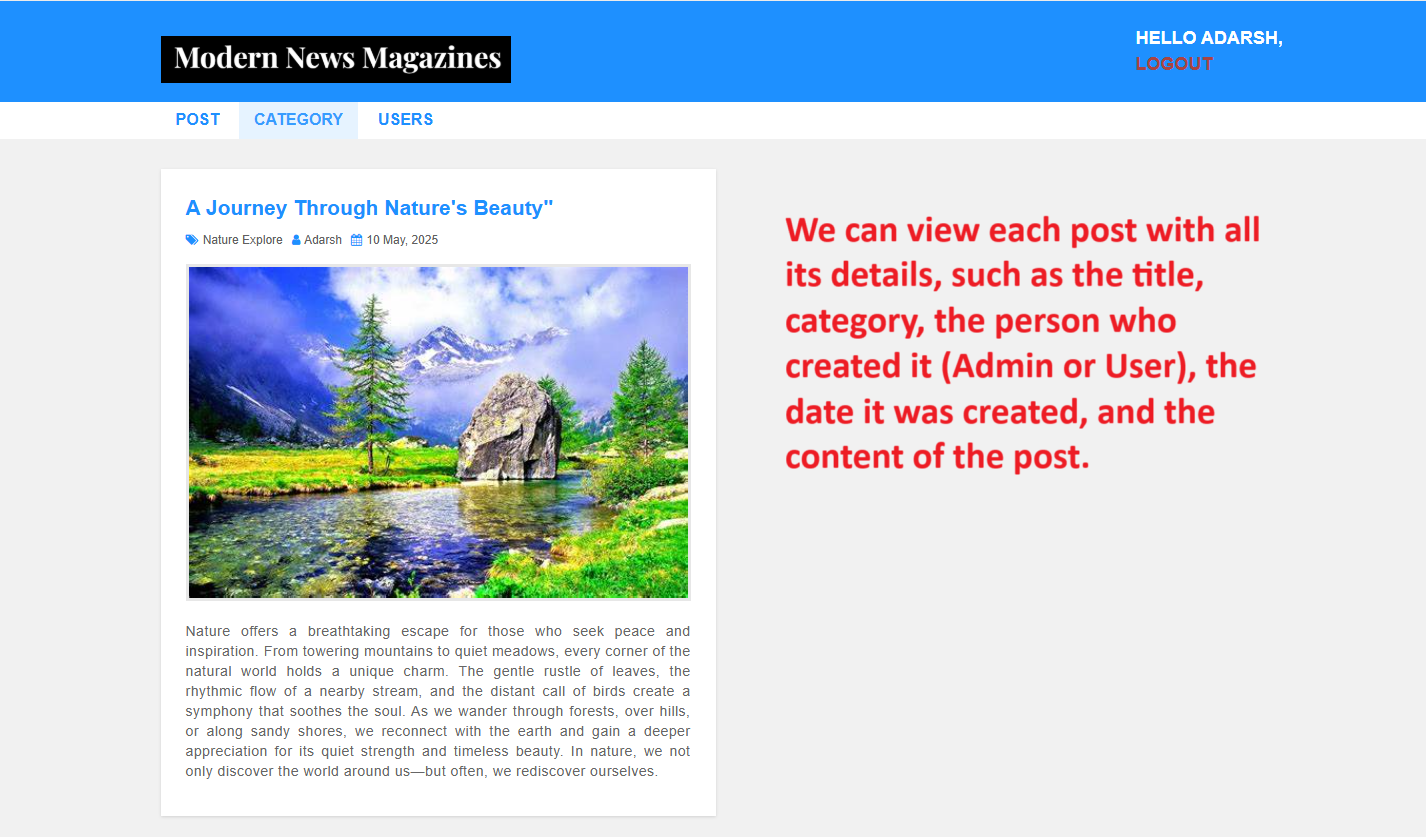 Modern News Magazines
HELLO ADARSH,
LOGOUT
POST CATEGORY USERS
A Journey Through Nature's Beauty"
Nature Explore Adarsh 10 May, 2025
Nature offers a breathtaking escape for those who seek peace and
inspiration. From towering mountains to quiet meadows, every corner of the
natural world holds a unique charm. The gentle rustle of leaves, the
rhythmic flow of a nearby stream, and the distant call of birds create a
symphony that soothes the soul. As we wander through forests, over hills,
or along sandy shores, we reconnect with the earth and gain a deeper
appreciation for its quiet strength and timeless beauty. In nature, we not
only discover the world around us—but often, we rediscover ourselves.
We can view each post with all
its details, such as the title,
category, the person who
created it (Admin or User), the
date it was created, and the
content of the post.